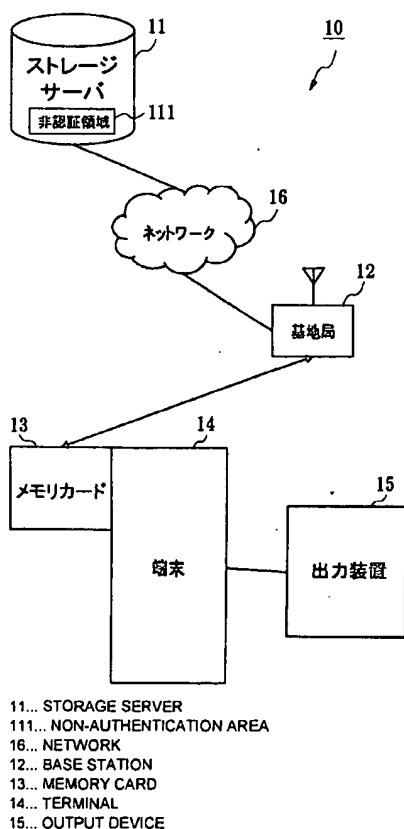 11
10
ストレージ
サーバ
非認証領域
111
16
ネットワーク
12
基地局
13
14
メモリカード
15
端末
出力装置
11... STORAGE SERVER
111... NON-AUTHENTICATION AREA
16... NETWORK
12... BASE STATION
13... MEMORY CARD
14... TERMINAL
15... OUTPUT DEVICE